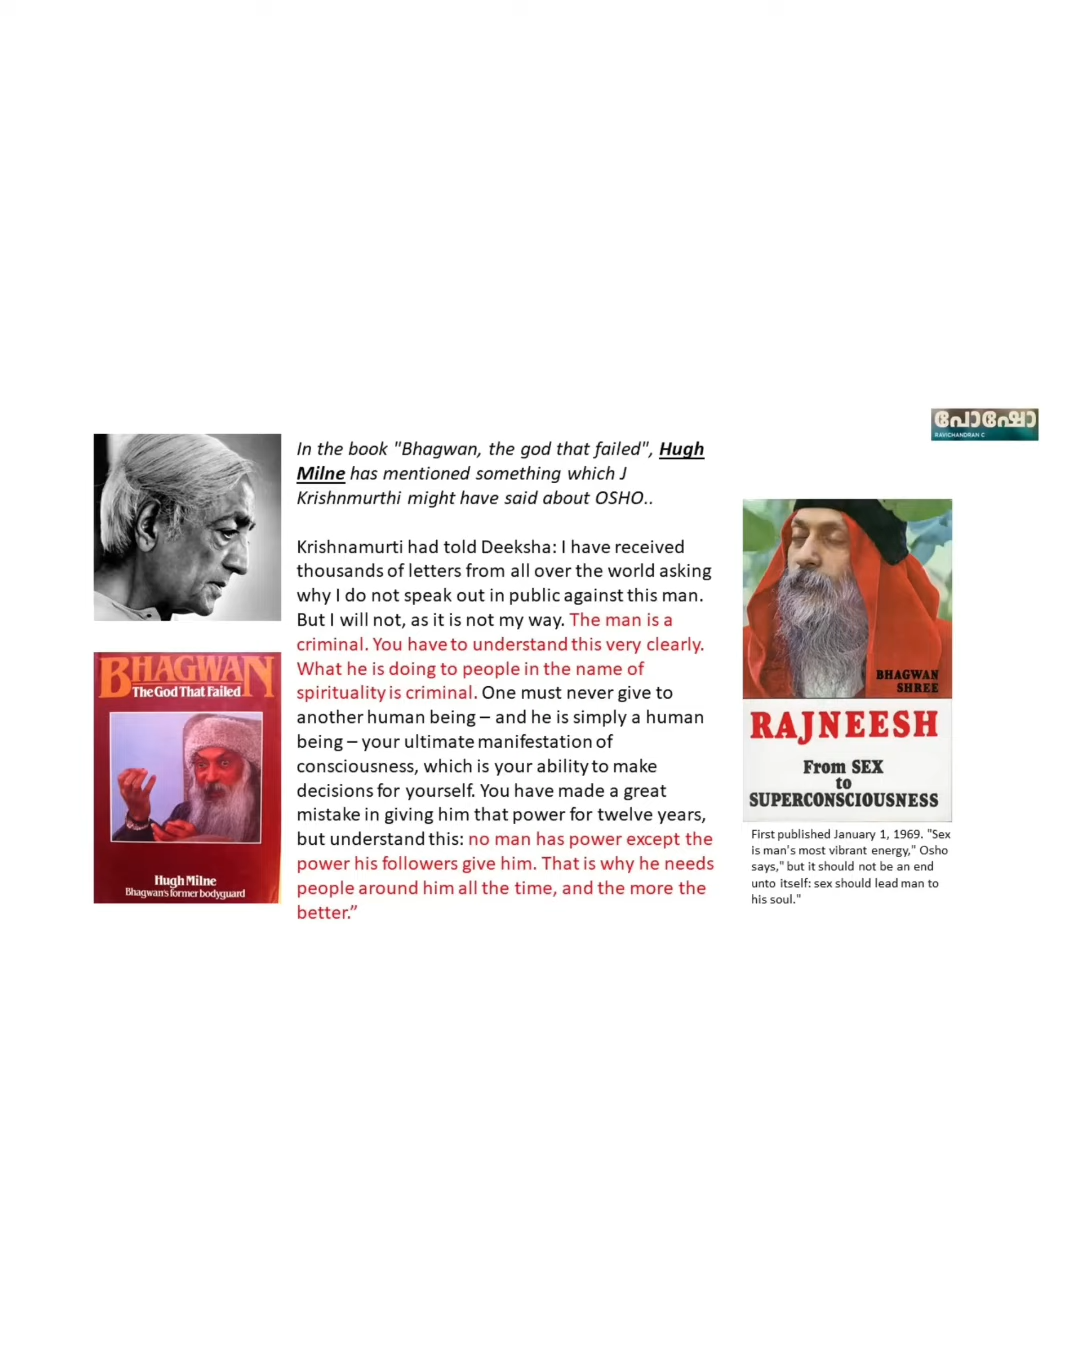 പോഷോ
RAVICHANDRAN C
In the book "Bhagwan, the god that failed", Hugh
Milne has mentioned something which J
Krishnmurthi might have said about OSHO..
Krishnamurti had told Deeksha: I have received
thousands of letters from all over the world asking
why I do not speak out in public against this man.
But I will not, as it is not my way. The man is a
criminal. You have to understand this very clearly.
What he is doing to people in the name of
spirituality is criminal. One must never give to
another human being – and he is simply a human
being – your ultimate manifestation of
consciousness, which is your ability to make
decisions for yourself. You have made a great
mistake in giving him that power for twelve years,
but understand this: no man has power except the
power his followers give him. That is why he needs
people around him all the time, and the more the
better.”
BHAGWAN
The God That Failed
Hugh Milne
Bhagwan's former bodyguard
BHAGWAN
SHREE
RAJNEESH
From SEX
to
SUPERCONSCIOUSNESS
First published January 1, 1969. "Sex
is man's most vibrant energy," Osho
says," but it should not be an end
unto itself: sex should lead man to
his soul."